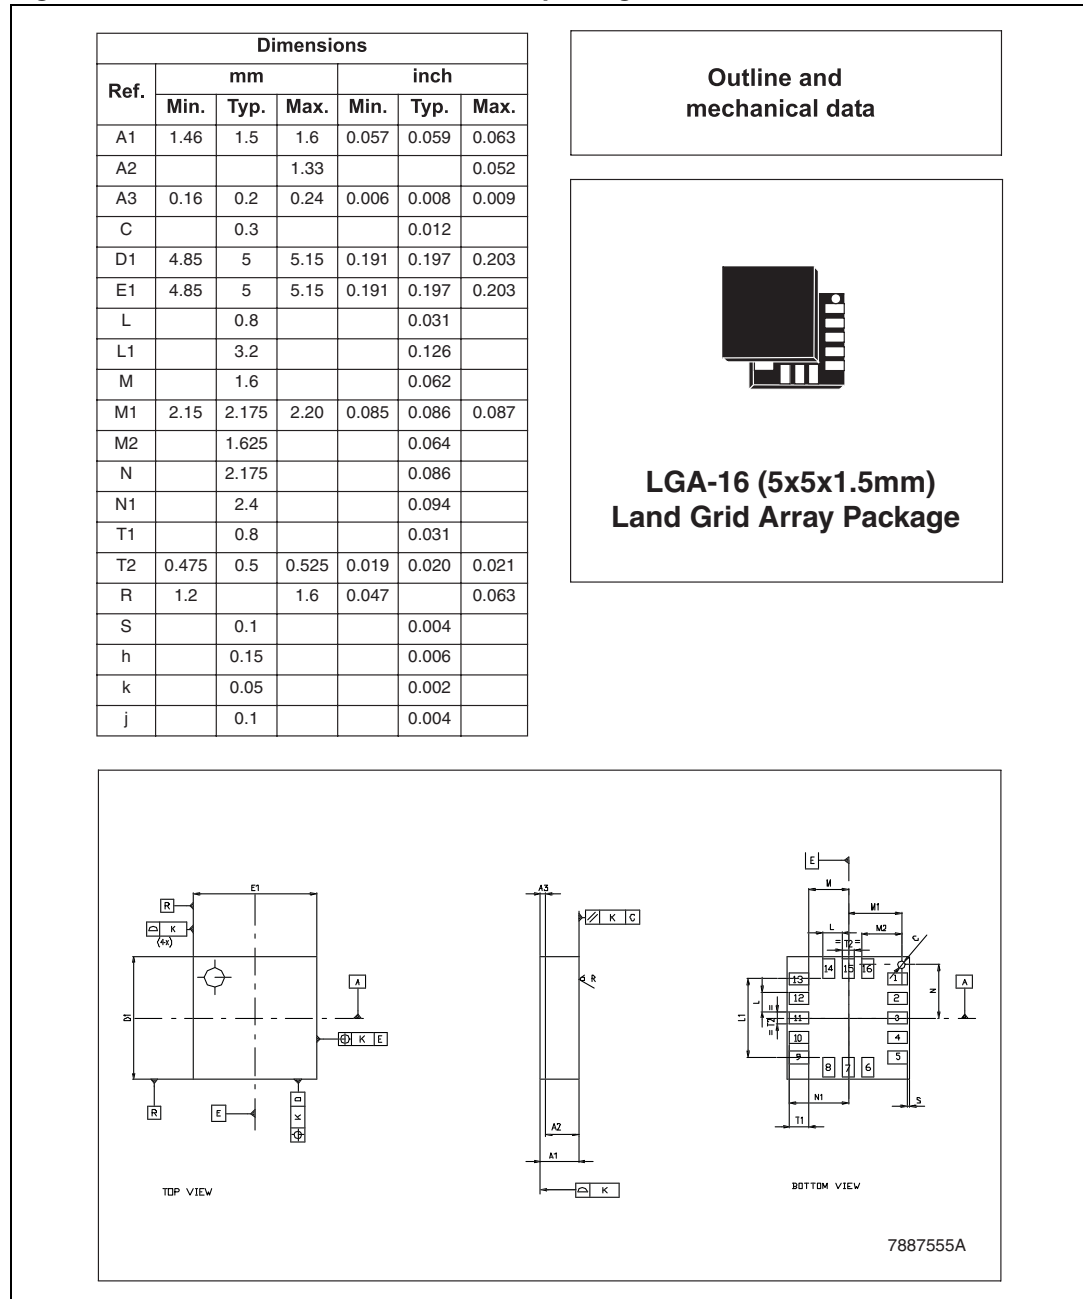 Dimensions
Ref. mm inch
Min. Typ. Max. Min. Typ. Max.
A1 1.46 1.5 1.6 0.057 0.059 0.063
A2 1.33 0.052
A3 0.16 0.2 0.24 0.006 0.008 0.009
C 0.3 0.012
D1 4.85 5 5.15 0.191 0.197 0.203
E1 4.85 5 5.15 0.191 0.197 0.203
L 0.8 0.031
L1 3.2 0.126
M 1.6 0.062
M1 2.15 2.175 2.20 0.085 0.086 0.087
M2 1.625 0.064
N 2.175 0.086
N1 2.4 0.094
T1 0.8 0.031
T2 0.475 0.5 0.525 0.019 0.020 0.021
R 1.2 1.6 0.047 0.063
S 0.1 0.004
h 0.15 0.006
k 0.05 0.002
j 0.1 0.004
Outline and
mechanical data
LGA-16 (5x5x1.5mm)
Land Grid Array Package
E1
R
D K
(4x)
D1
A
K E
R
E
K D
TOP VIEW
A3
K C
R
A2
A1
D K
E
M
M1
L
M2
= T2 =
C
14 15 16
13 1
12 2
11 3
10 4
9 5
8 7 6
L
L1
= T2 =
N
A
N1
S
T1
BOTTOM VIEW
7887555A